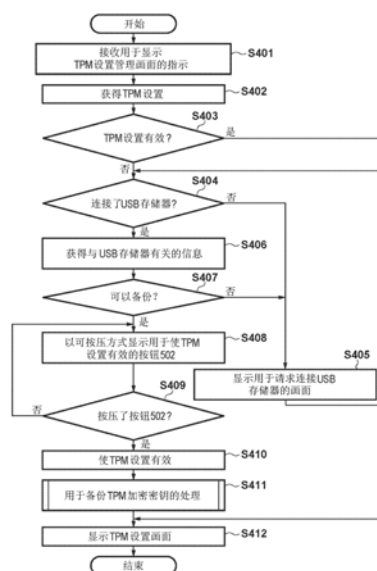 开始
接收用于显示
TPM设置管理画面的指示
S401
获得TPM设置
S402
S403
TPM设置有效?
是
否
S404
连接了USB存储器?
否
是
获得与USB存储器有关的信息
S406
S407
可以备份?
否
是
以可按压方式显示用于使TPM
设置有效的按钮502
S408
S405
显示用于请求连接USB
存储器的画面
S409
按压了按钮502?
否
是
使TPM设置有效
S410
用于备份TPM加密密钥的处理
S411
显示TPM设置画面
S412
结束